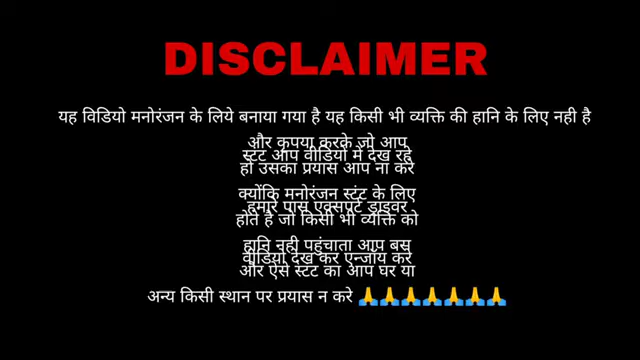 DISCLAIMER
यह विडियो मनोरंजन के लिये बनाया गया है यह किसी भी व्यक्ति की हानि के लिए नही है
और कृपया करके जो आप
स्टंट आप वीडियो में देख रहे
हो उसका प्रयास आप ना करे
क्योंकि मनोरंजन स्टंट के लिए
हमारे पास एक्सपर्ट ड्राइवर
होते है जो किसी भी व्यक्ति को
हानि नही पहुंचाता आप बस
वीडियो देख कर एन्जॉय करे
और ऐसे स्टंट का आप घर या
अन्य किसी स्थान पर प्रयास न करे 🙏🙏🙏🙏🙏🙏🙏